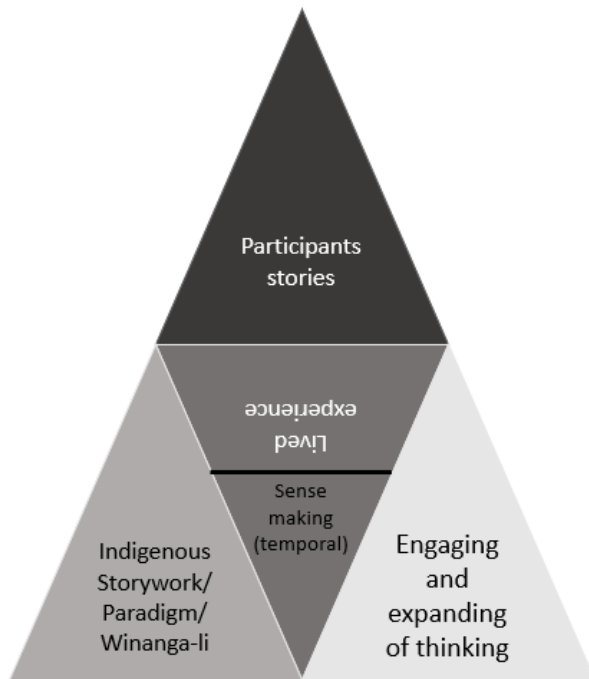 Participants
stories
Lived
experience
Sense
making
(temporal)
Indigenous
Storywork/
Paradigm/
Winanga-li
Engaging
and
expanding
of thinking